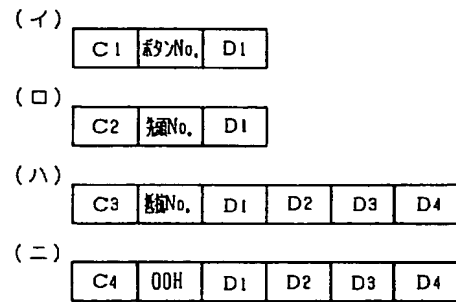 (イ)
C1 ボタンNo. D1
(ロ)
C2 No. D1
(ハ)
C3 No. D1 D2 D3 D4
(ニ)
C4 00H D1 D2 D3 D4